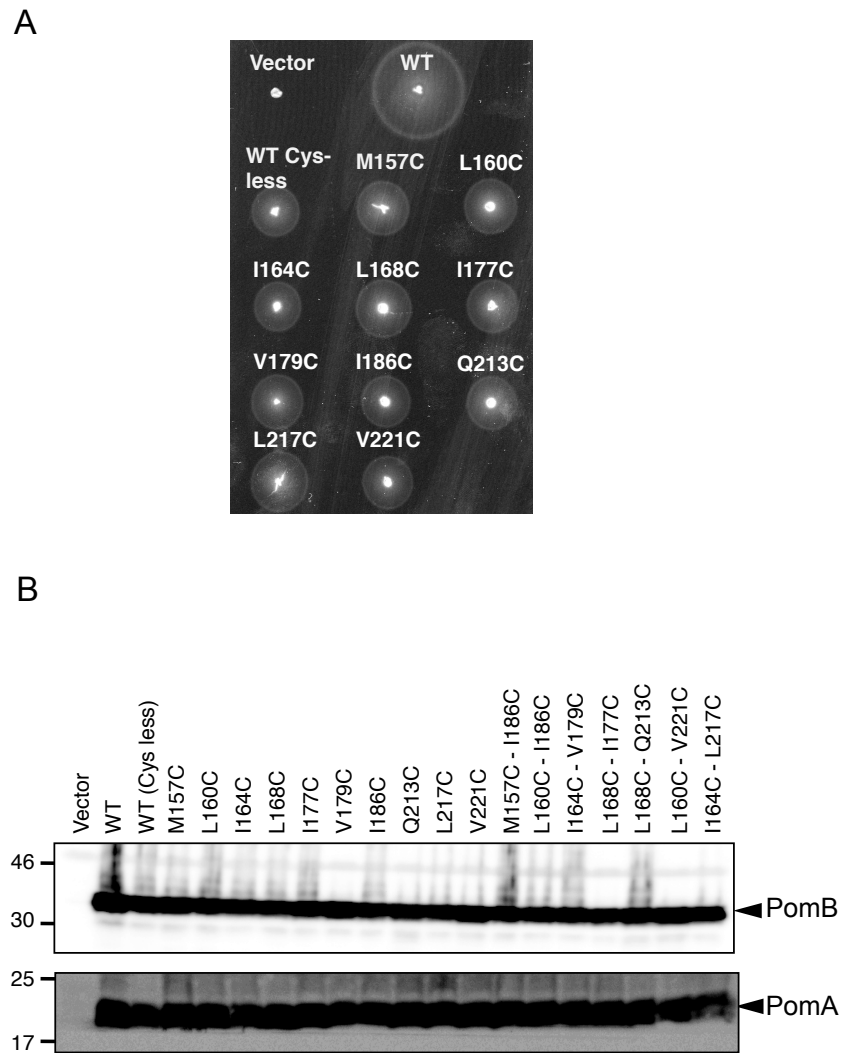 A
Vector WT
WT Cys-
less
M157C L160C
I164C L168C I177C
V179C I186C Q213C
L217C V221C
B
Vector
WT
WT (Cys less)
M157C
L160C
I164C
L168C
I177C
V179C
I186C
Q213C
L217C
V221C
M157C - I186C
L160C - I186C
I164C - V179C
L168C - I177C
L168C - Q213C
L160C - V221C
I164C - L217C
46
30
PomB
25
17
PomA